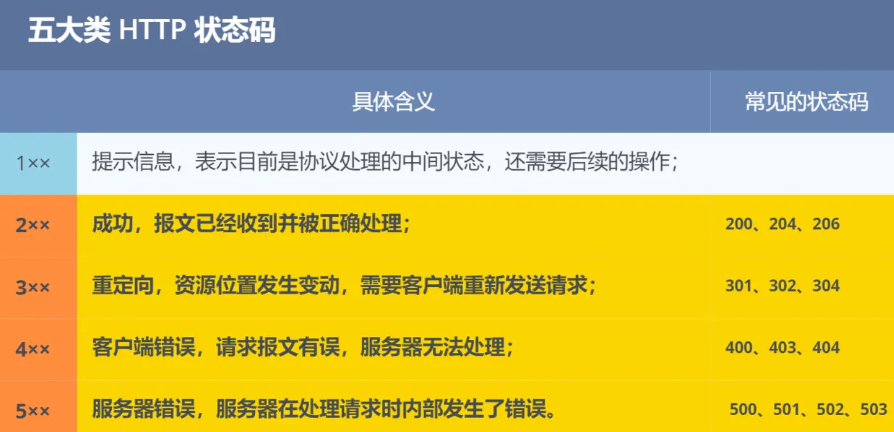 五大类 HTTP 状态码
具体含义 常见的状态码
1×× 提示信息，表示目前是协议处理的中间状态，还需要后续的操作；
2×× 成功，报文已经收到并被正确处理； 200、204、206
3×× 重定向，资源位置发生变动，需要客户端重新发送请求； 301、302、304
4×× 客户端错误，请求报文有误，服务器无法处理； 400、403、404
5×× 服务器错误，服务器在处理请求时内部发生了错误。 500、501、502、503